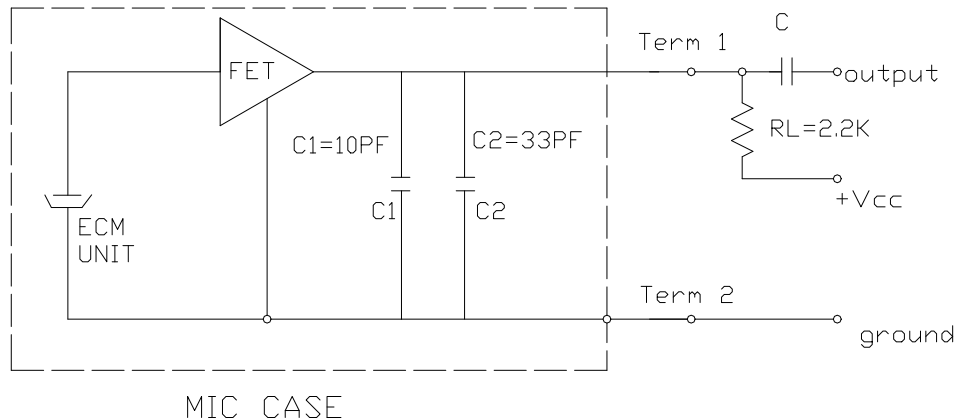 C
Term 1
FET
output
C1=10PF
C2=33PF
RL=2.2K
C1
C2
+Vcc
ECM
UNIT
Term 2
ground
MIC CASE